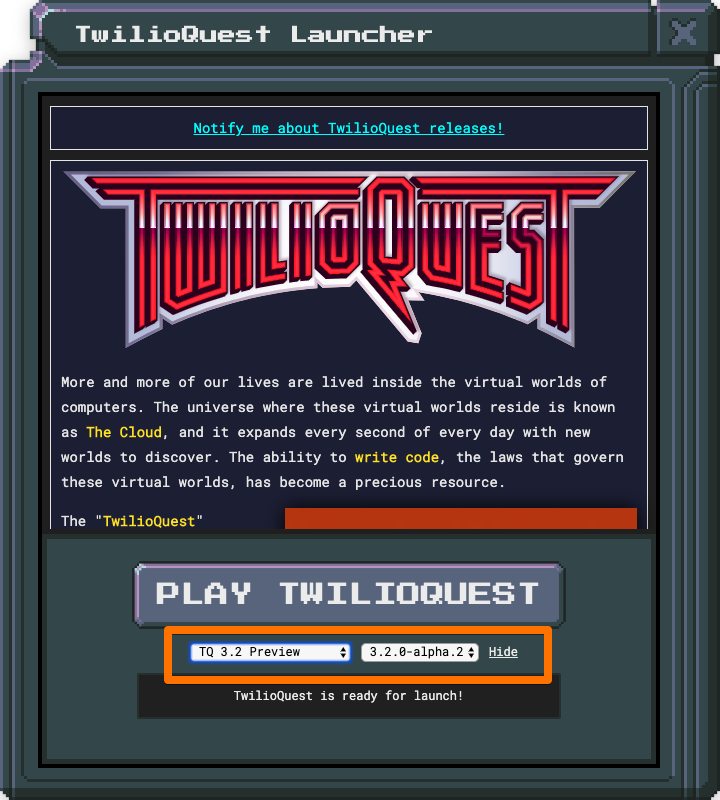 TwilioQuest Launcher
Notify me about TwilioQuest releases!
TWILIOQUEST
More and more of our lives are lived inside the virtual worlds of
computers. The universe where these virtual worlds reside is known
as The Cloud, and it expands every second of every day with new
worlds to discover. The ability to write code, the laws that govern
these virtual worlds, has become a precious resource.
The "TwilioQuest"
PLAY TWILIOQUEST
TQ 3.2 Preview 3.2.0-alpha.2 Hide
TwilioQuest is ready for launch!